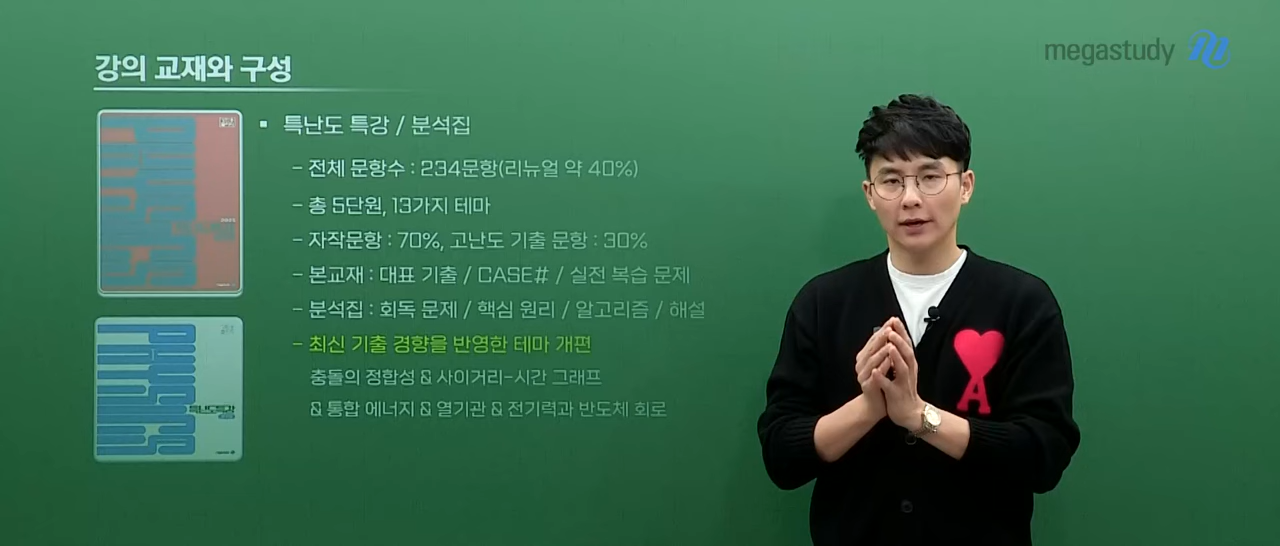 강의 교재와 구성
megastudy
특난도 특강 / 분석집
- 전체 문항수 : 234문항(리뉴얼 약 40%)
- 총 5단원, 13가지 테마
- 자작문항 : 70%, 고난도 기출 문항 : 30%
- 본교재 : 대표 기출 / CASE# / 실전 복습 문제
- 분석집 : 회독 문제 / 핵심 원리 / 알고리즘 / 해설
- 최신 기출 경향을 반영한 테마 개편
충돌의 정합성 & 사이거리-시간 그래프
& 통합 에너지 & 열기관 & 전기력과 반도체 회로
특난도특강
A